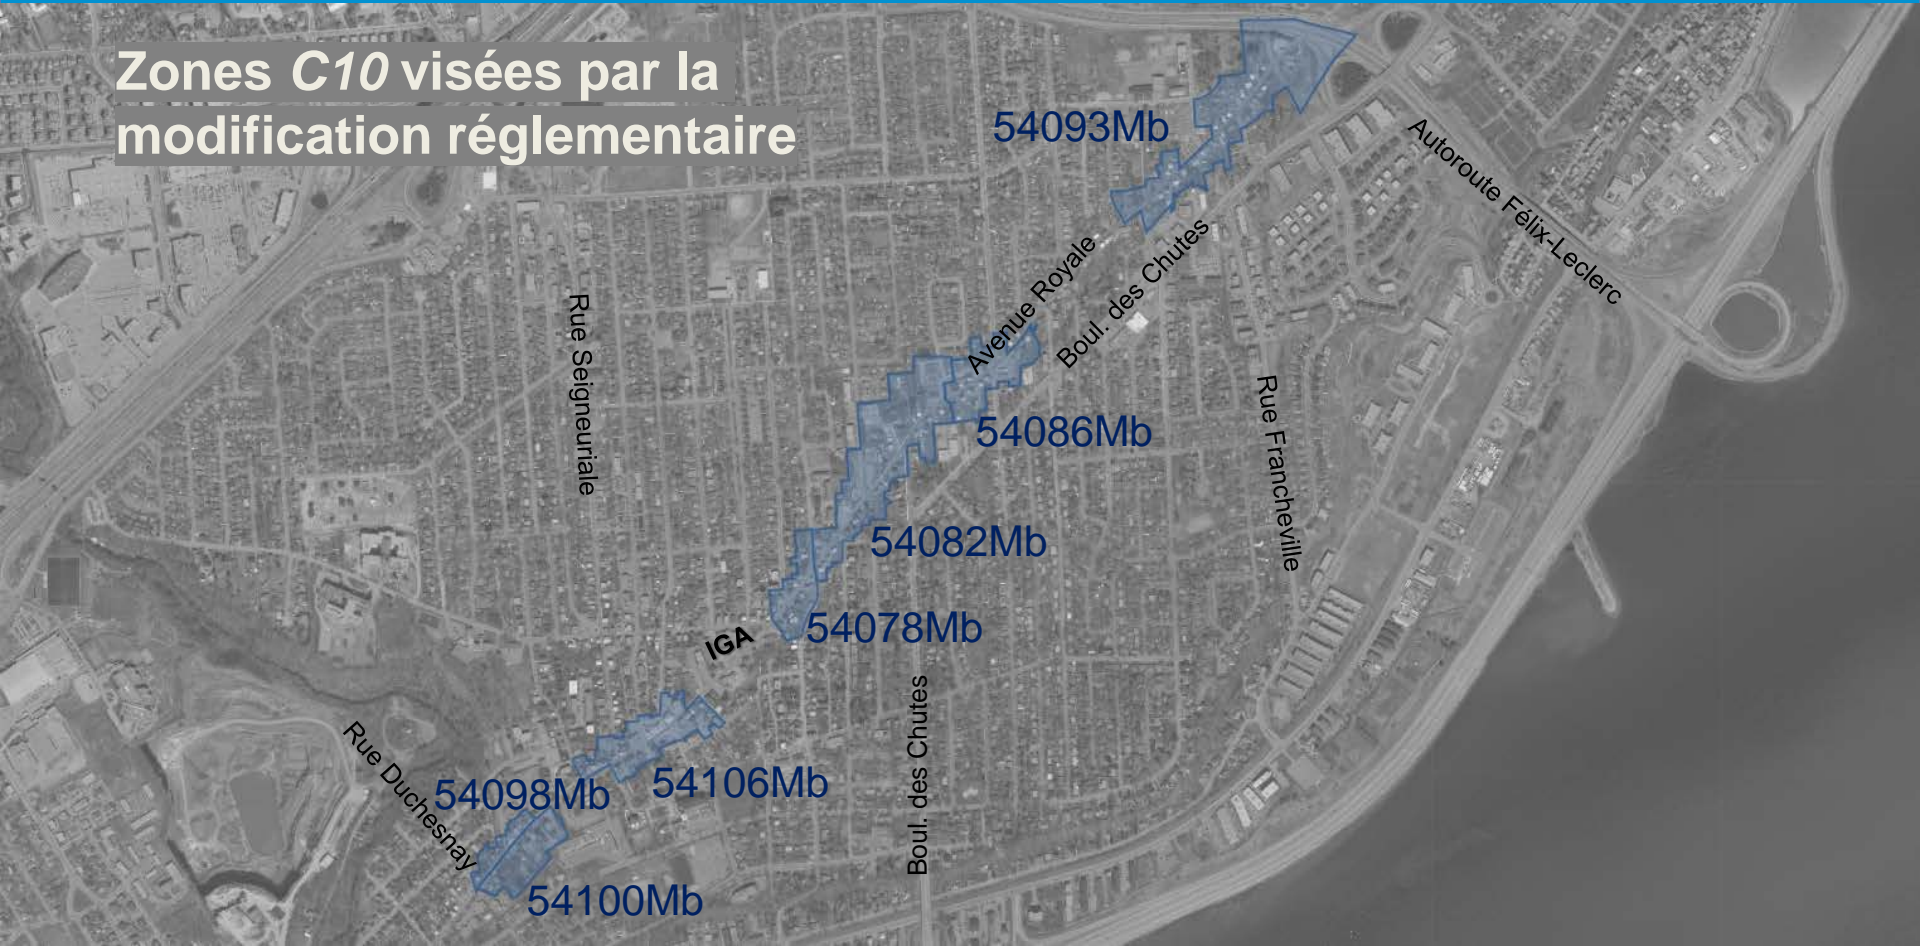 Zones C10 visées par la
modification réglementaire
54093Mb
Autoroute Félix-Leclerc
Avenue Royale
Boul. des Chutes
Rue Seigneuriale
Rue Francheville
54086Mb
54082Mb
54078Mb
IGA
Boul. des Chutes
Rue Duchesnay
54098Mb
54106Mb
54100Mb